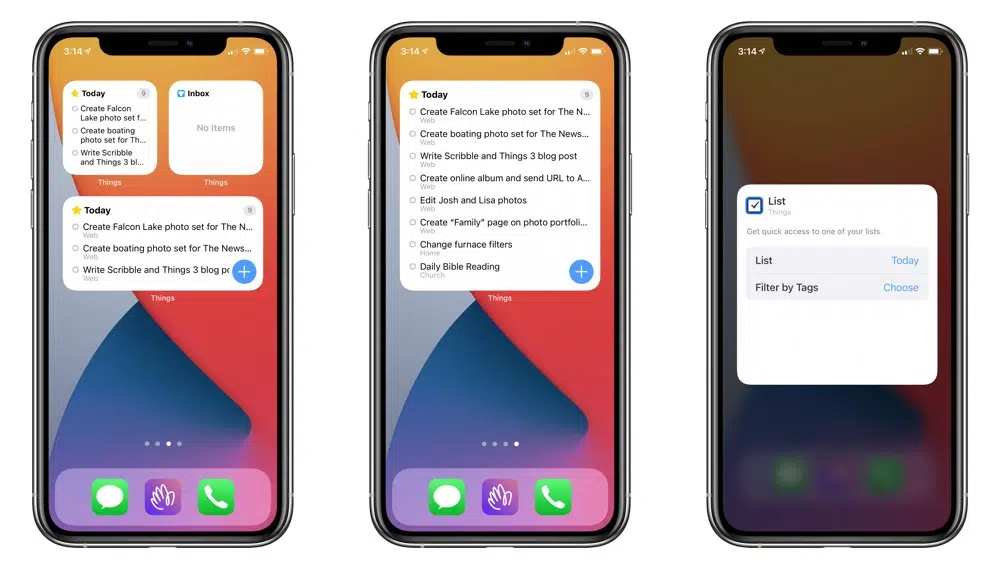 3:14
Today
9
Create Falcon
Lake photo set f...
Create boating
photo set for Th...
Write Scribble
and Things 3 bl...
Things
Inbox
No Items
Things
Today
9
Create Falcon Lake photo set for The N...
Web
Create boating photo set for The News...
Web
Write Scribble and Things 3 blog pc
Web
Things
3:14
Today
9
Create Falcon Lake photo set for The N...
Web
Create boating photo set for The News...
Web
Write Scribble and Things 3 blog post
Web
Create online album and send URL to A...
Web
Edit Josh and Lisa photos
Web
Create “Family” page on photo portfoli...
Web
Change furnace filters
Home
Daily Bible Reading
Church
Things
3:14
List
Things
Get quick access to one of your lists.
List Today
Filter by Tags Choose